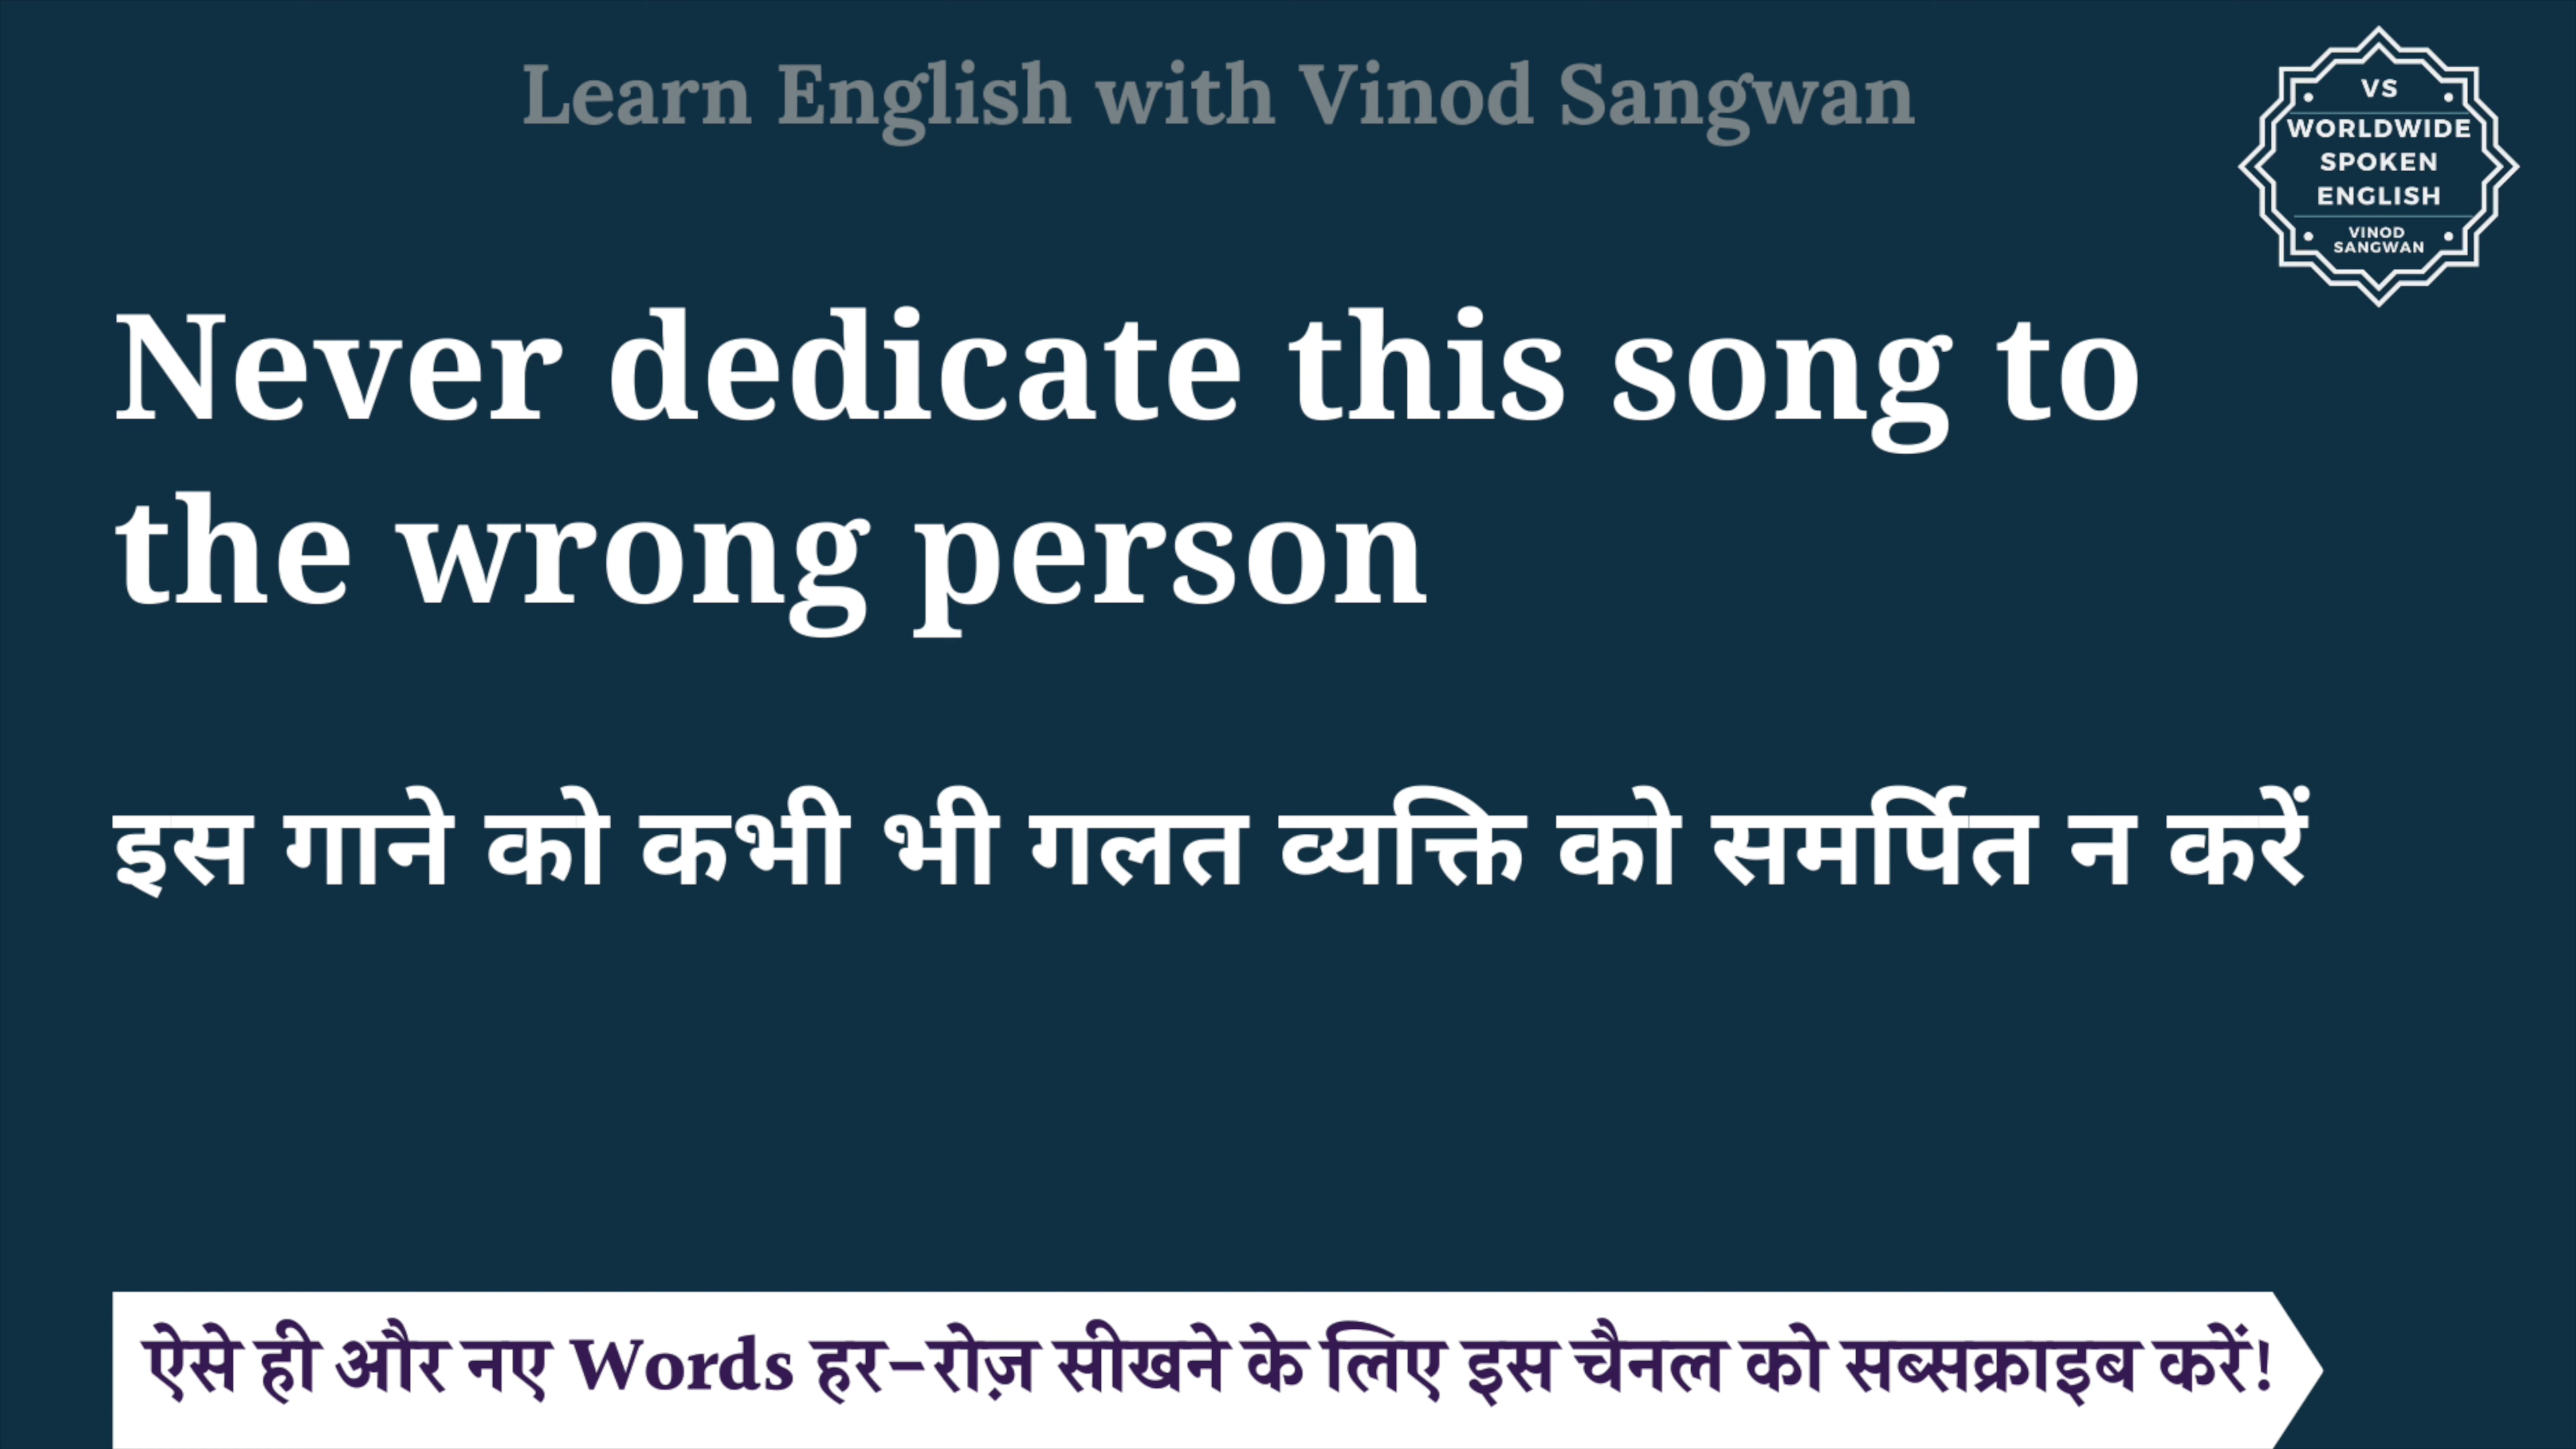 Learn English with Vinod Sangwan
VS
WORLDWIDE
SPOKEN
ENGLISH
VINOD
SANGWAN
Never dedicate this song to
the wrong person
इस गाने को कभी भी गलत व्यक्ति को समर्पित न करें
ऐसे ही और नए Words हर-रोज़ सीखने के लिए इस चैनल को सब्सक्राइब करें!